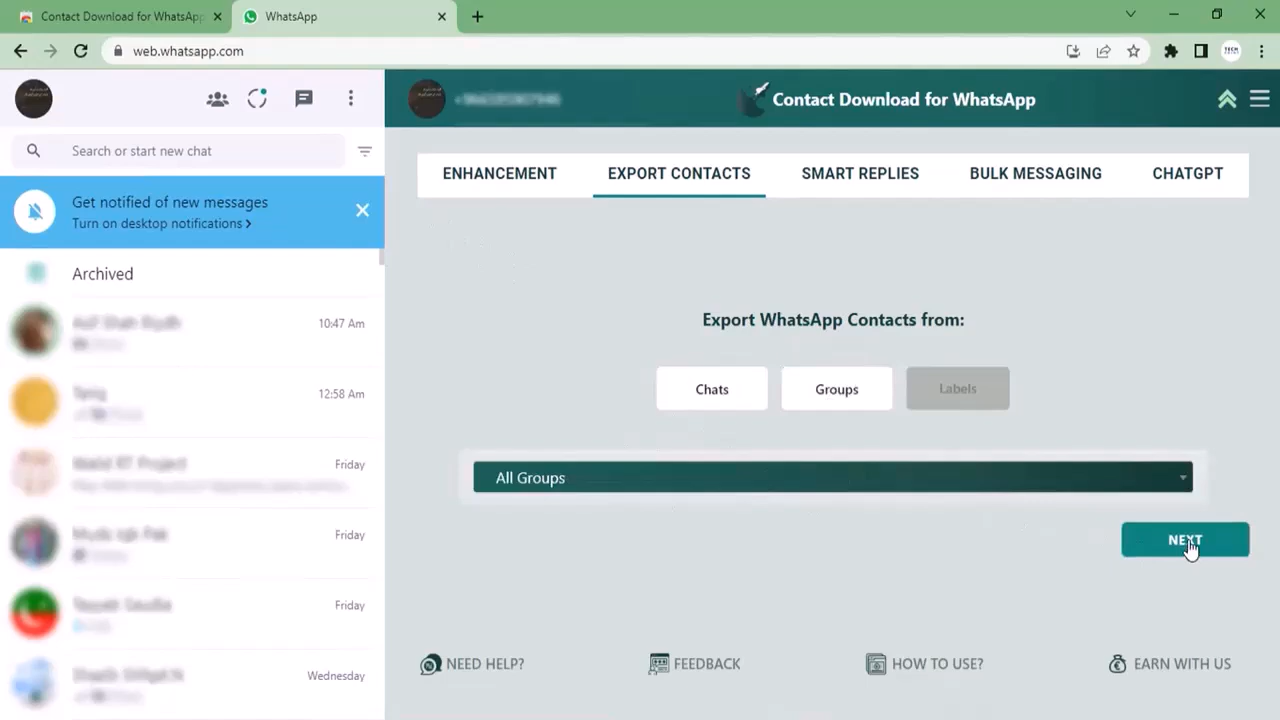 Contact Download for WhatsApp
WhatsApp
web.whatsapp.com
TECH
Search or start new chat
Get notified of new messages
Turn on desktop notifications >
Archived
10:47 Am
12:58 Am
Friday
Friday
Friday
Wednesday
Contact Download for WhatsApp
ENHANCEMENT
EXPORT CONTACTS
SMART REPLIES
BULK MESSAGING
CHATGPT
Export WhatsApp Contacts from:
Chats
Groups
Labels
All Groups
NEXT
NEED HELP?
FEEDBACK
HOW TO USE?
EARN WITH US